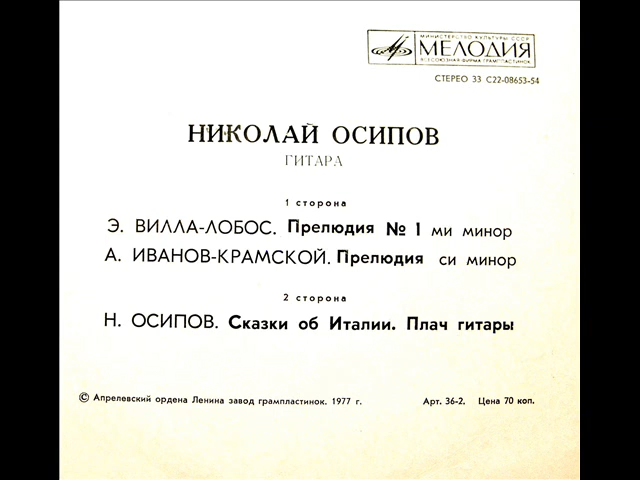 МИНИСТЕРСТВО КУЛЬТУРЫ СССР
МЕЛОДИЯ
ВСЕСОЮЗНАЯ ФИРМА ГРАМПЛАСТИНОК
СТЕРЕО 33 С22-08653-54
НИКОЛАЙ ОСИПОВ
ГИТАРА
1 сторона
Э. ВИЛЛА-ЛОБОС. Прелюдия № 1 ми минор
А. ИВАНОВ-КРАМСКОЙ. Прелюдия си минор
2 сторона
Н. ОСИПОВ. Сказки об Италии. Плач гитары
© Апрелевский ордена Ленина завод грампластинок. 1977 г. Арт. 36-2. Цена 70 коп.